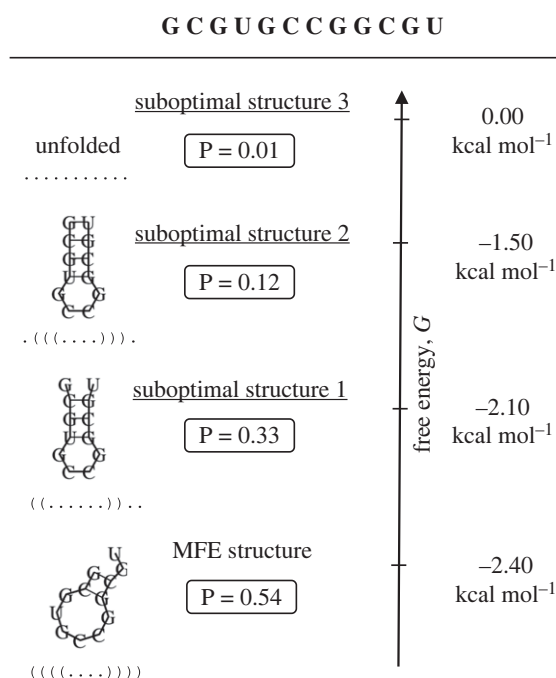 G C G U G C C G G C G U
suboptimal structure 3
0.00
kcal mol⁻¹
unfolded
P = 0.01
...........
suboptimal structure 2
–1.50
kcal mol⁻¹
P = 0.12
G U
C G
G C
U G
G G
C C
.(((....))).
free energy, G
suboptimal structure 1
–2.10
kcal mol⁻¹
P = 0.33
G U
C G
G C
U G
G G
C C
((......))..
MFE structure
–2.40
kcal mol⁻¹
P = 0.54
((((....))))